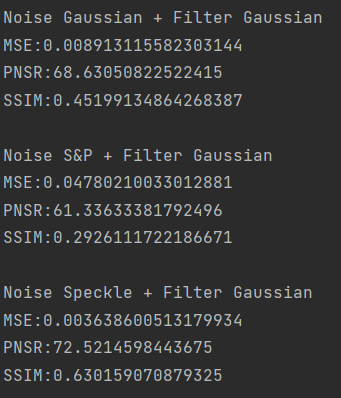 Noise Gaussian + Filter Gaussian
MSE:0.008913115582303144
PNSR:68.63050822522415
SSIM:0.45199134864268387
Noise S&P + Filter Gaussian
MSE:0.04780210033012881
PNSR:61.33633381792496
SSIM:0.2926111722186671
Noise Speckle + Filter Gaussian
MSE:0.003638600513179934
PNSR:72.5214598443675
SSIM:0.630159070879325